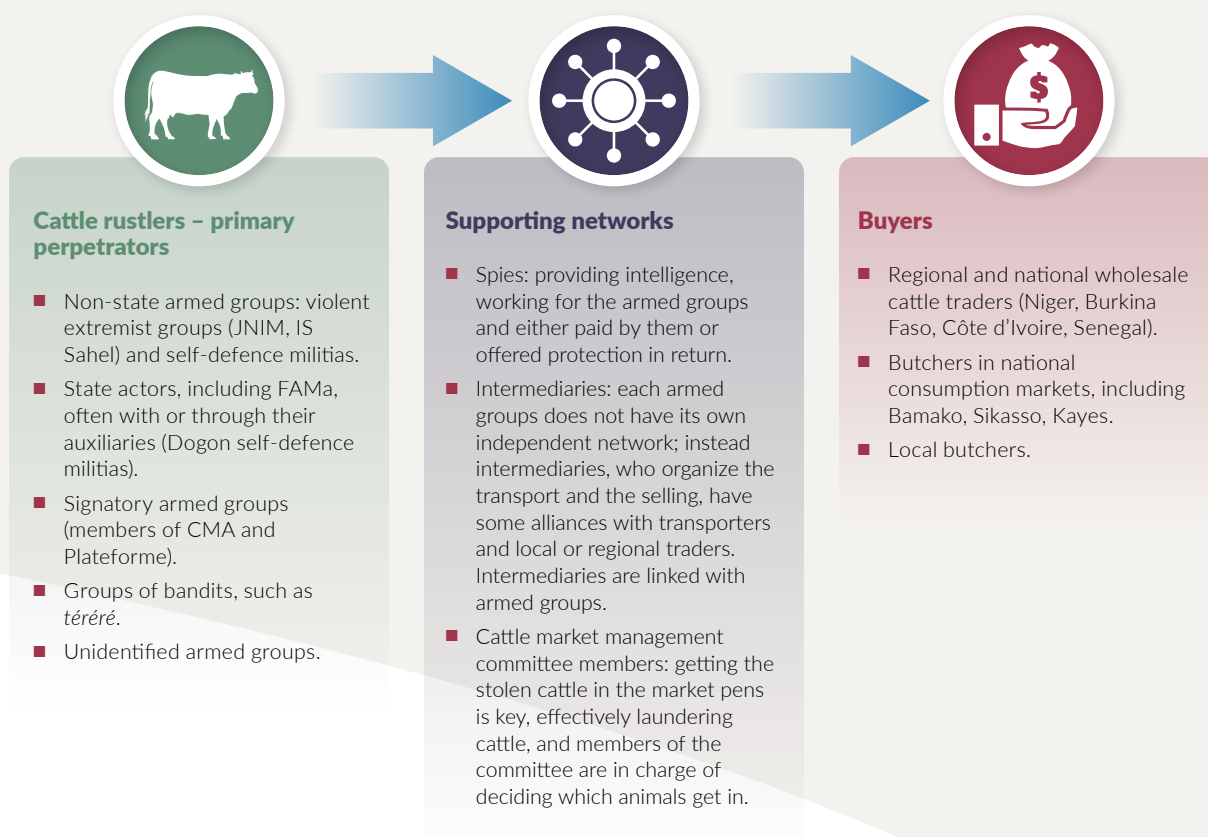 $
Cattle rustlers – primary
perpetrators
■ Non-state armed groups: violent
extremist groups (JNIM, IS
Sahel) and self-defence militias.
■ State actors, including FAMa,
often with or through their
auxiliaries (Dogon self-defence
militias).
■ Signatory armed groups
(members of CMA and
Plateforme).
■ Groups of bandits, such as
téréré.
■ Unidentified armed groups.
Supporting networks
■ Spies: providing intelligence,
working for the armed groups
and either paid by them or
offered protection in return.
■ Intermediaries: each armed
groups does not have its own
independent network; instead
intermediaries, who organize the
transport and the selling, have
some alliances with transporters
and local or regional traders.
Intermediaries are linked with
armed groups.
■ Cattle market management
committee members: getting the
stolen cattle in the market pens
is key, effectively laundering
cattle, and members of the
committee are in charge of
deciding which animals get in.
Buyers
■ Regional and national wholesale
cattle traders (Niger, Burkina
Faso, Côte d’Ivoire, Senegal).
■ Butchers in national
consumption markets, including
Bamako, Sikasso, Kayes.
■ Local butchers.